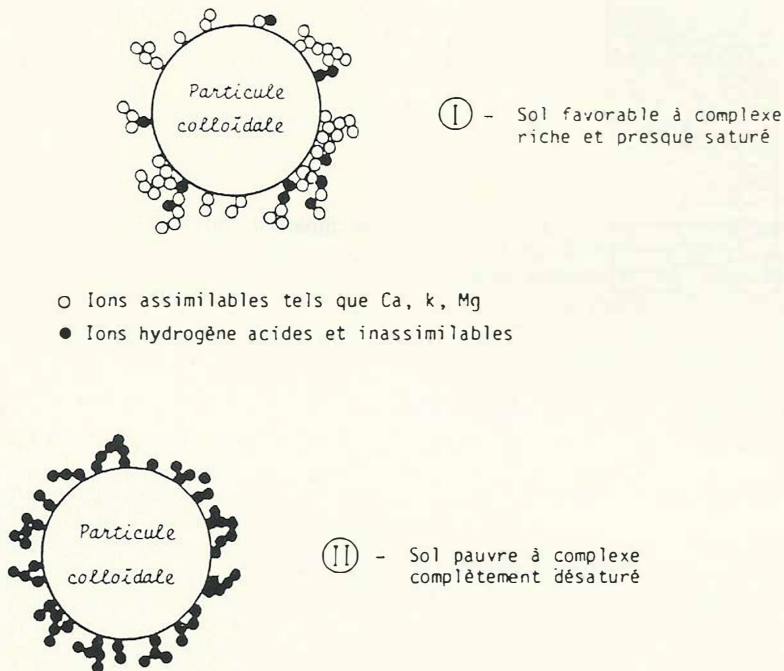 Particule
colloïdale
I - Sol favorable à complexe
riche et presque saturé
Ions assimilables tels que Ca, k, Mg
Ions hydrogène acides et inassimilables
Particule
colloïdale
II - Sol pauvre à complexe
complètement désaturé